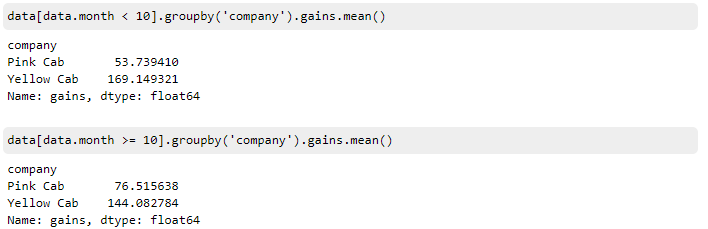 data[data.month < 10].groupby('company').gains.mean()
company
Pink Cab       53.739410
Yellow Cab    169.149321
Name: gains, dtype: float64
data[data.month >= 10].groupby('company').gains.mean()
company
Pink Cab       76.515638
Yellow Cab    144.082784
Name: gains, dtype: float64